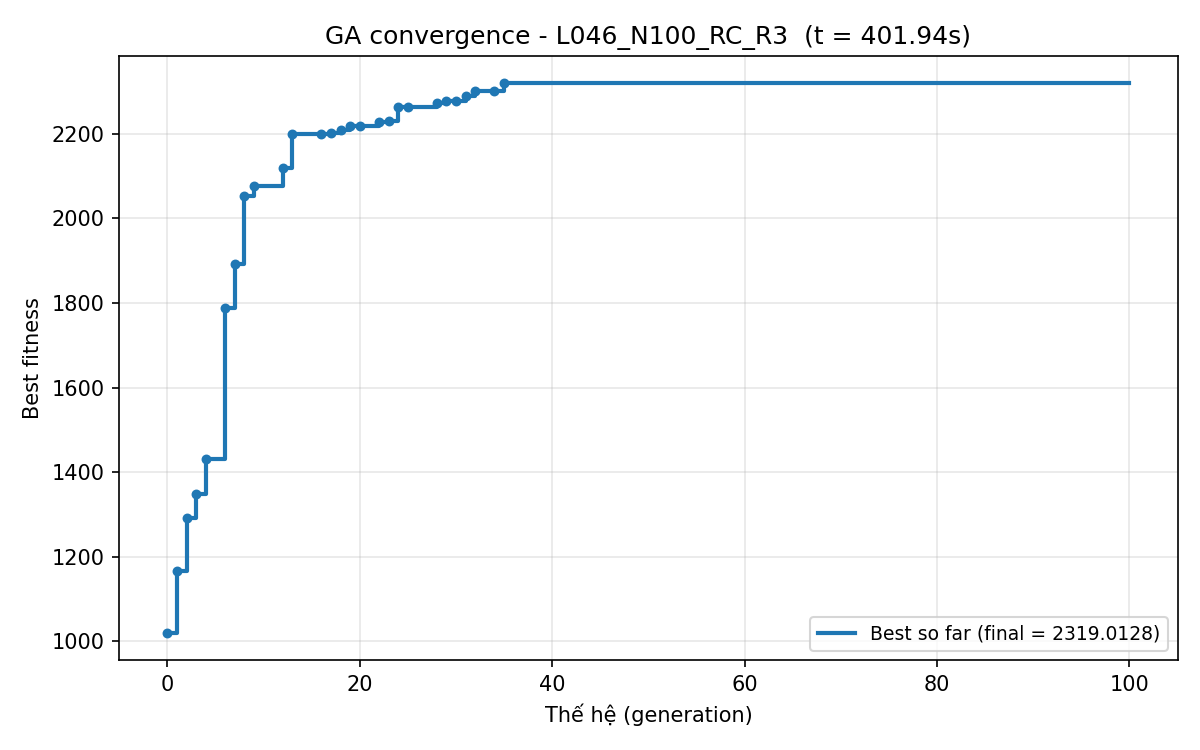 GA convergence - L046_N100_RC_R3  (t = 401.94s)
Best fitness
2200
2000
1800
1600
1400
1200
1000
Best so far (final = 2319.0128)
0 20 40 60 80 100
Thế hệ (generation)